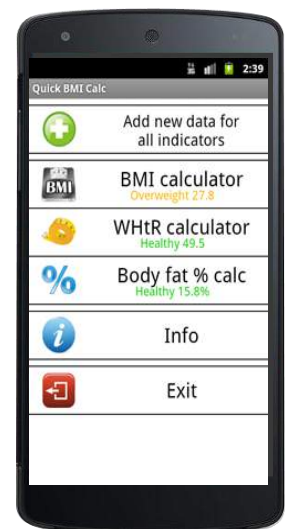 3G
2:39
Quick BMI Calc
Add new data for
all indicators
BMI
BMI calculator
Overweight 27.8
WHtR calculator
Healthy 49.5
%
Body fat % calc
Healthy 15.8%
i
Info
Exit